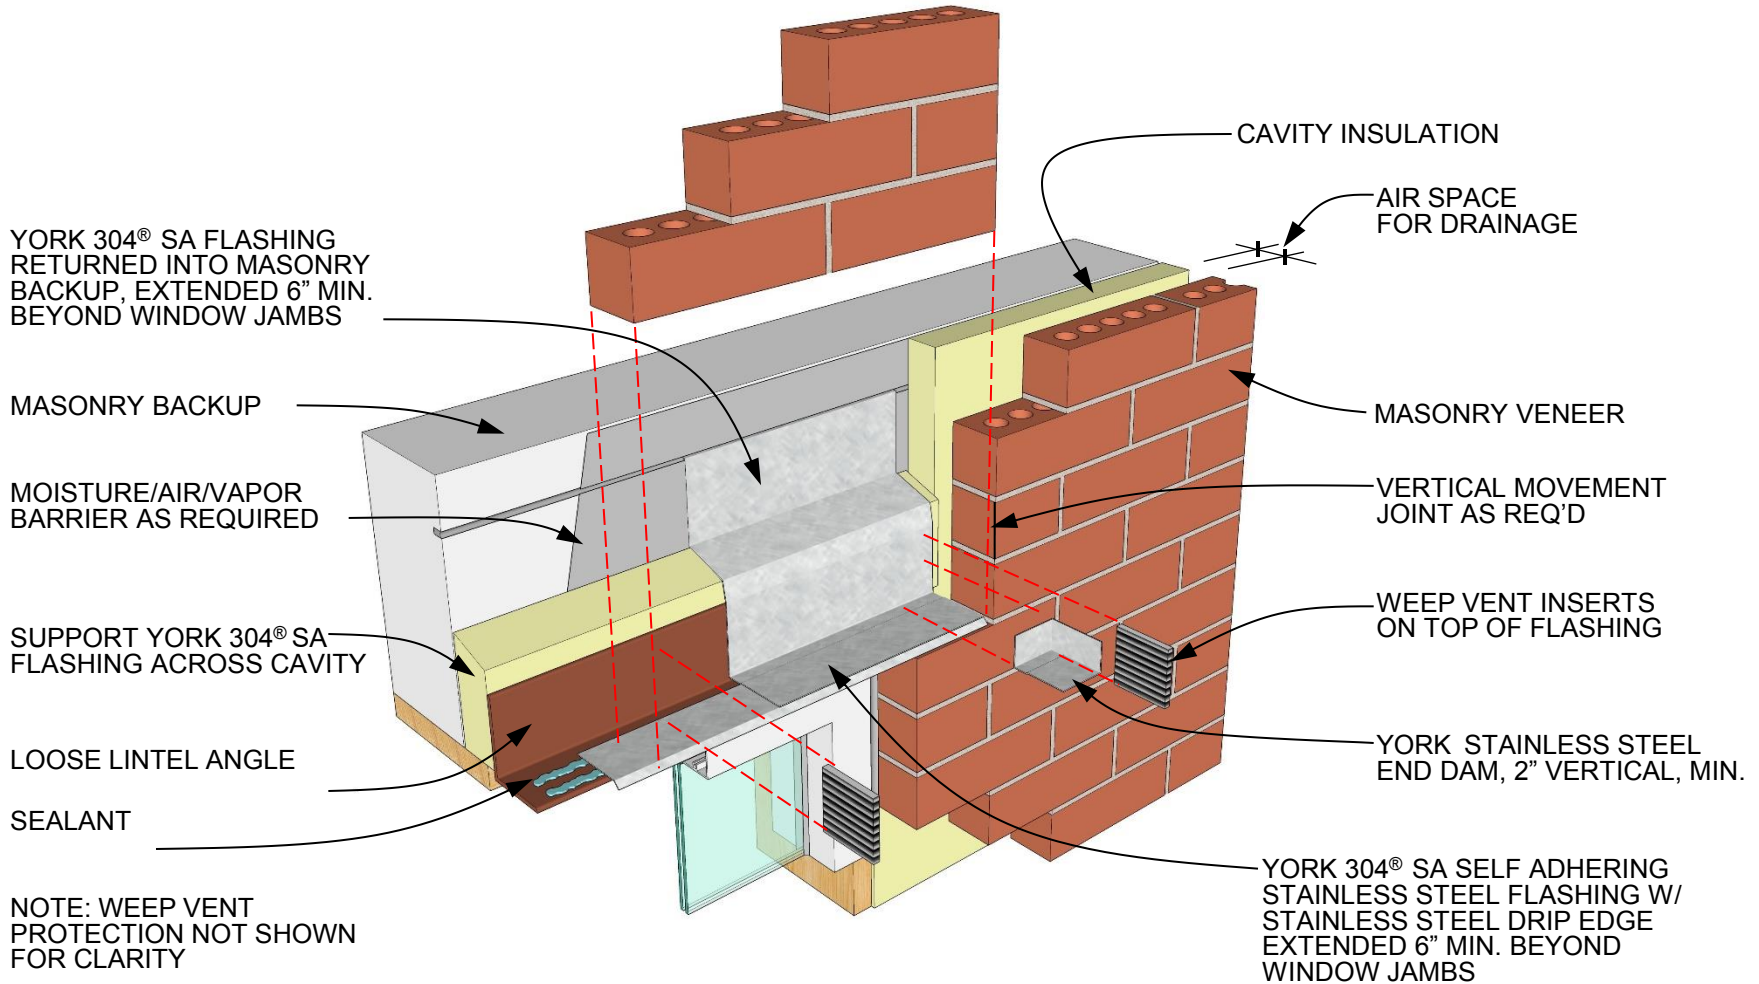 YORK 304® SA FLASHING
RETURNED INTO MASONRY
BACKUP, EXTENDED 6” MIN.
BEYOND WINDOW JAMBS
MASONRY BACKUP
MOISTURE/AIR/VAPOR
BARRIER AS REQUIRED
SUPPORT YORK 304® SA
FLASHING ACROSS CAVITY
LOOSE LINTEL ANGLE
SEALANT
NOTE: WEEP VENT
PROTECTION NOT SHOWN
FOR CLARITY
CAVITY INSULATION
AIR SPACE
FOR DRAINAGE
MASONRY VENEER
VERTICAL MOVEMENT
JOINT AS REQ’D
WEEP VENT INSERTS
ON TOP OF FLASHING
YORK STAINLESS STEEL
END DAM, 2” VERTICAL, MIN.
YORK 304® SA SELF ADHERING
STAINLESS STEEL FLASHING W/
STAINLESS STEEL DRIP EDGE
EXTENDED 6” MIN. BEYOND
WINDOW JAMBS